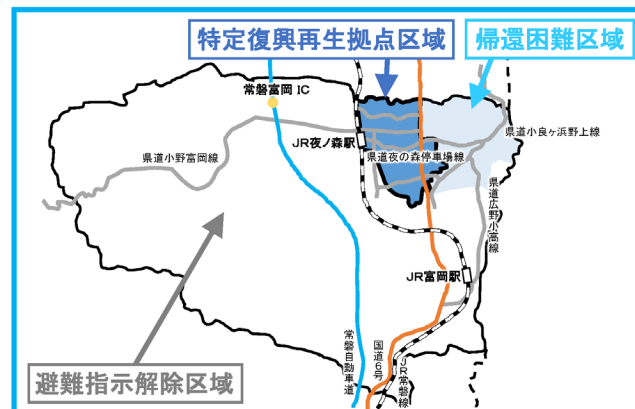 特定復興再生拠点区域
帰還困難区域
常磐富岡 IC
JR夜ノ森駅
県道小良ヶ浜野上線
県道夜の森停車場線
県道小野富岡線
県道広野小高線
JR富岡駅
避難指示解除区域
常磐自動車道
国道6号
JR常磐線